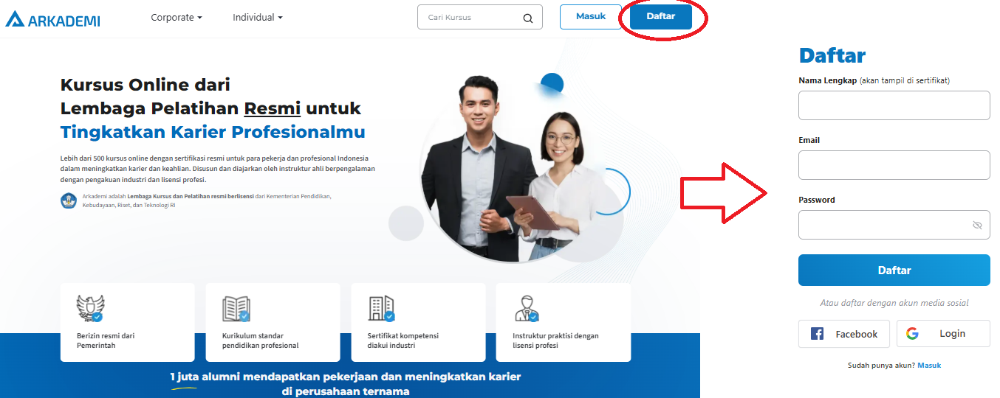 ARKADEMI
Corporate
Individual
Cari Kursus
Masuk
Daftar
Kursus Online dari
Lembaga Pelatihan Resmi untuk
Tingkatkan Karier Profesionalmu
Lebih dari 500 kursus online dengan sertifikasi resmi untuk para pekerja dan profesional Indonesia
dalam meningkatkan karier dan keahlian. Disusun dan diajarkan oleh instruktur ahli berpengalaman
dengan pengakuan industri dan lisensi profesi.
Arkademi adalah Lembaga Kursus dan Pelatihan resmi berlisensi dari Kementerian Pendidikan,
Kebudayaan, Riset, dan Teknologi RI
Berizin resmi dari
Pemerintah
Kurikulum standar
pendidikan profesional
Sertifikat kompetensi
diakui industri
Instruktur praktisi dengan
lisensi profesi
1 juta alumni mendapatkan pekerjaan dan meningkatkan karier
di perusahaan ternama
Daftar
Nama Lengkap (akan tampil di sertifikat)
Email
Password
Daftar
Atau daftar dengan akun media sosial
Facebook
Login
Sudah punya akun? Masuk